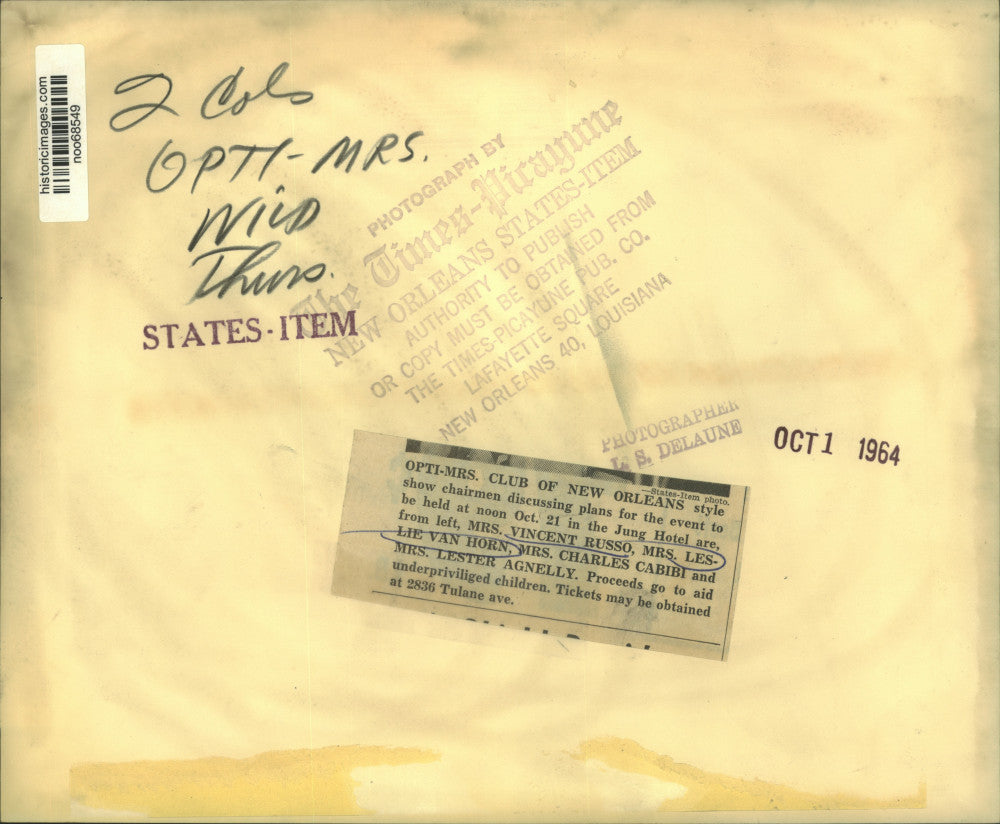 historicimages.com
noo68549
2 Cols
OPTI-MRS.
Wild
Thurs.
STATES-ITEM
PHOTOGRAPH BY
The Times-Picayune
NEW ORLEANS STATES-ITEM
AUTHORITY TO PUBLISH
OR COPY MUST BE OBTAINED FROM
THE TIMES-PICAYUNE PUB. CO.
LAFAYETTE SQUARE
NEW ORLEANS 40, LOUISIANA
PHOTOGRAPHER
L. S. DELAUNE
OCT 1 1964
—States-Item photo.
OPTI-MRS. CLUB OF NEW ORLEANS style
show chairmen discussing plans for the event to
be held at noon Oct. 21 in the Jung Hotel are,
from left, MRS. VINCENT RUSSO, MRS. LES-
LIE VAN HORN, MRS. CHARLES CABIBI and
MRS. LESTER AGNELLY. Proceeds go to aid
underpriviliged children. Tickets may be obtained
at 2836 Tulane ave.